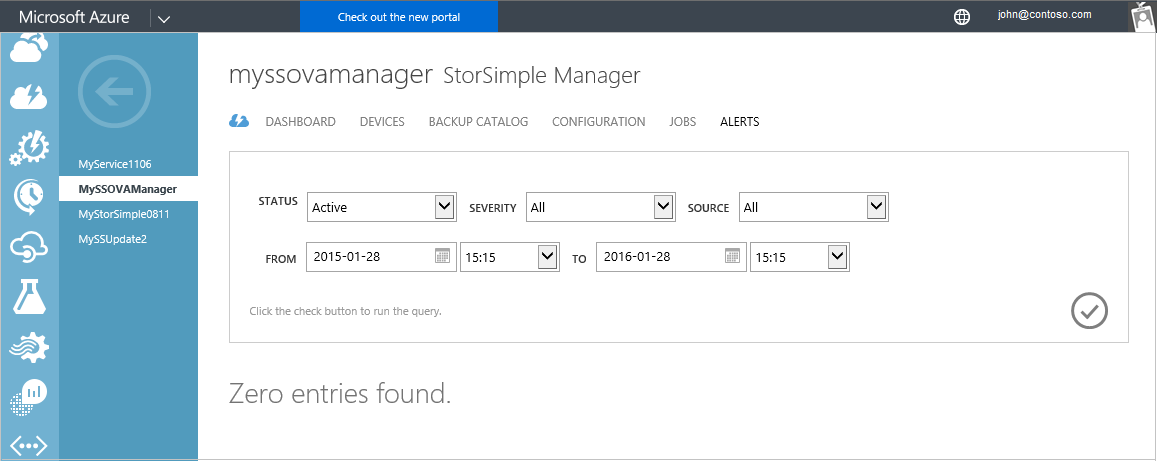 Microsoft Azure
Check out the new portal
john@contoso.com
MyService1106
MySSOVAManager
MyStorSimple0811
MySSUpdate2
myssovamanager StorSimple Manager
DASHBOARD DEVICES BACKUP CATALOG CONFIGURATION JOBS ALERTS
STATUS Active SEVERITY All SOURCE All
FROM 2015-01-28 15:15 TO 2016-01-28 15:15
Click the check button to run the query.
Zero entries found.